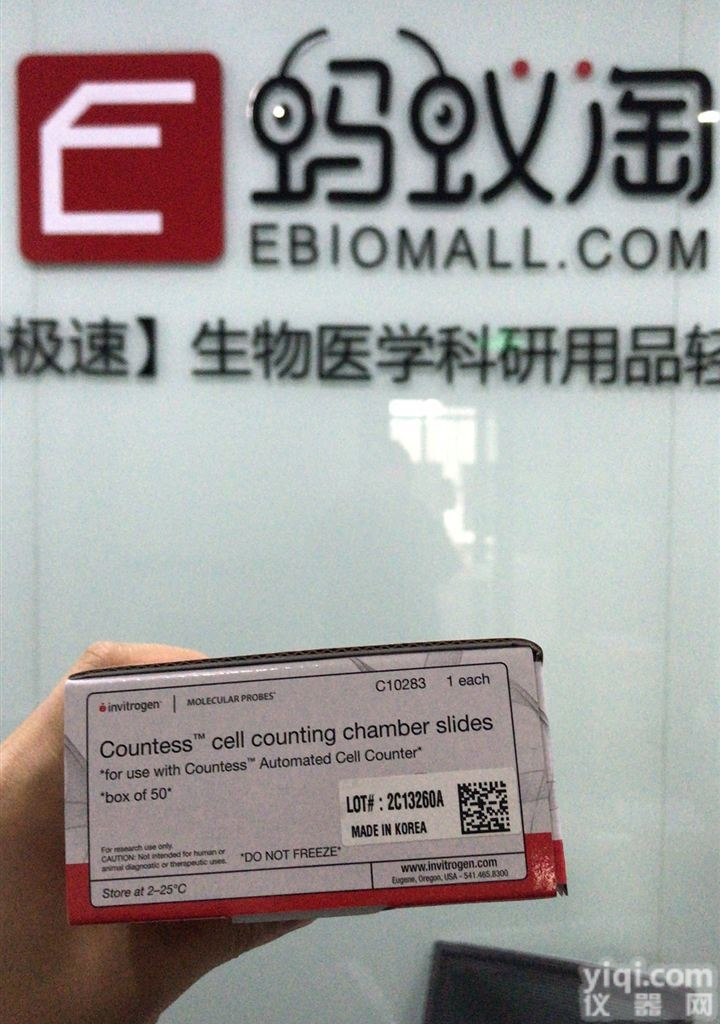 E 蚂蚁淘
EBIOMALL.COM
极速】生物医学科研用品轻
C10283 1 each
invitrogen™ | MOLECULAR PROBES®
Countess™ cell counting chamber slides
*for use with Countess™ Automated Cell Counter*
*box of 50*
LOT# : 2C13260A
MADE IN KOREA
For research use only.
CAUTION: Not intended for human or
animal diagnostic or therapeutic uses.
*DO NOT FREEZE*
www.invitrogen.com
Eugene, Oregon, USA - 541.465.8300
Store at 2–25°C
yiqi.com
仪器网